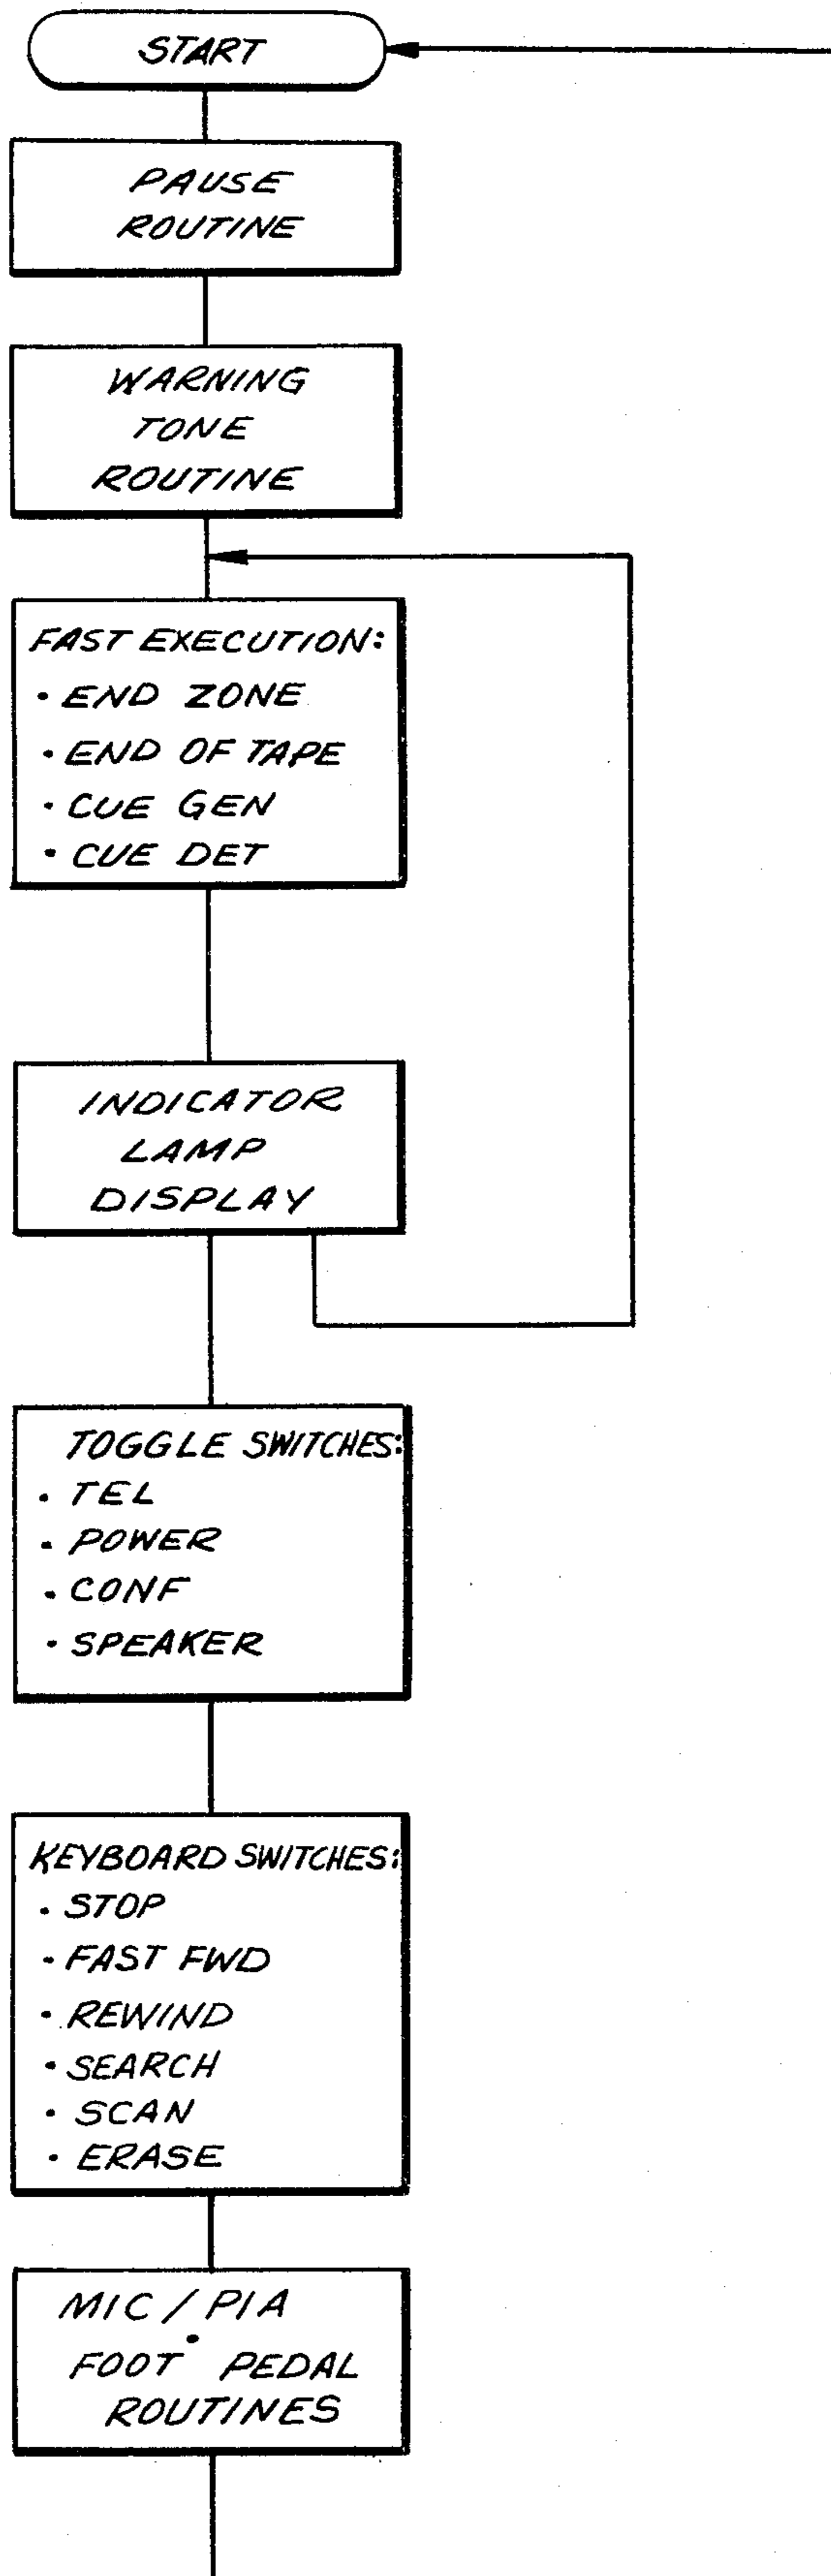 START
PAUSE
ROUTINE
WARNING
TONE
ROUTINE
FAST EXECUTION:
• END ZONE
• END OF TAPE
• CUE GEN
• CUE DET
INDICATOR
LAMP
DISPLAY
TOGGLE SWITCHES:
• TEL
• POWER
• CONF
• SPEAKER
KEYBOARD SWITCHES:
• STOP
• FAST FWD
• REWIND
• SEARCH
• SCAN
• ERASE
MIC / PIA
•
FOOT PEDAL
ROUTINES